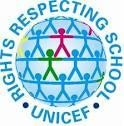 RIGHTS RESPECTING SCHOOL
· UNICEF ·